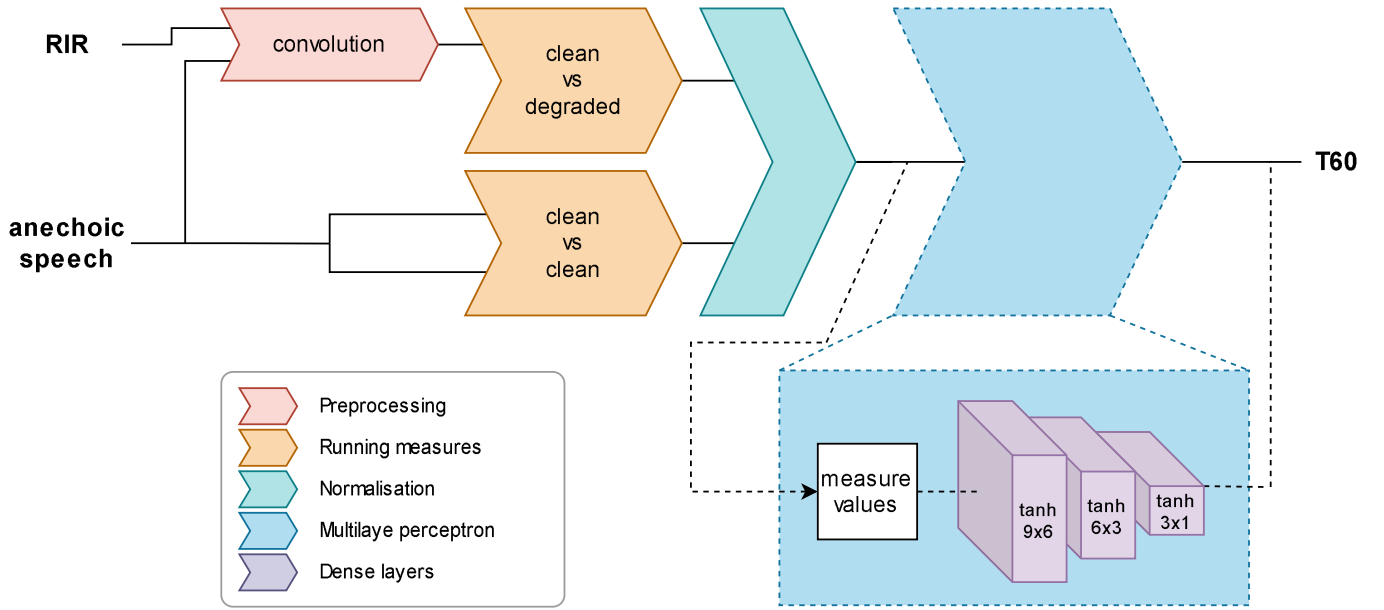 RIR
convolution
clean
vs
degraded
T60
anechoic
speech
clean
vs
clean
Preprocessing
Running measures
Normalisation
Multilaye perceptron
Dense layers
measure
values
tanh
9x6
tanh
6x3
tanh
3x1